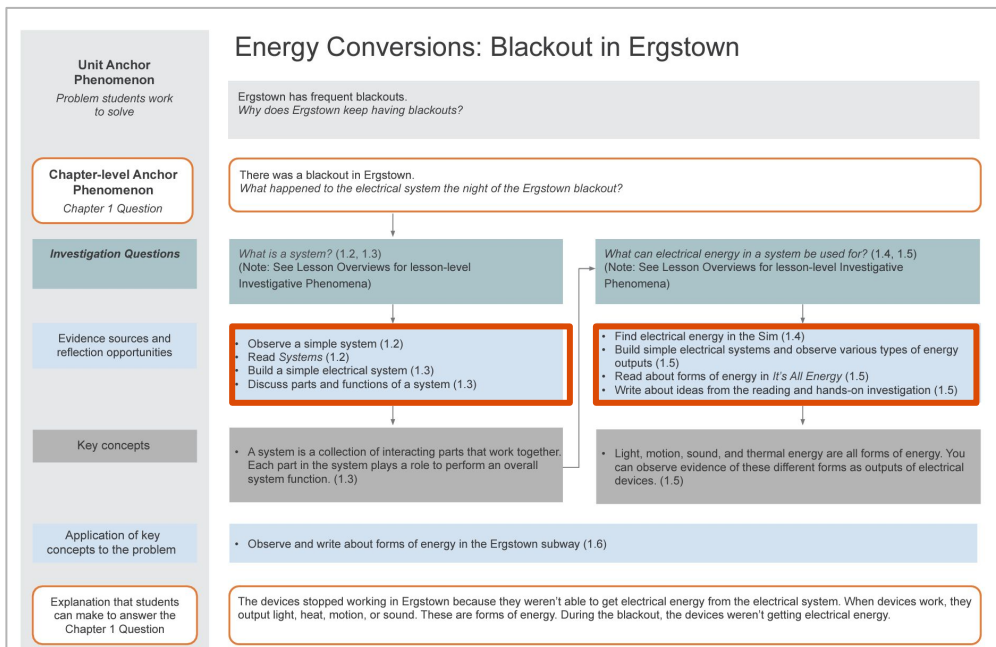 Energy Conversions: Blackout in Ergstown
Unit Anchor
Phenomenon
Problem students work
to solve
Ergstown has frequent blackouts.
Why does Ergstown keep having blackouts?
Chapter-level Anchor
Phenomenon
Chapter 1 Question
There was a blackout in Ergstown.
What happened to the electrical system the night of the Ergstown blackout?
Investigation Questions
What is a system? (1.2, 1.3)
(Note: See Lesson Overviews for lesson-level
Investigative Phenomena)
What can electrical energy in a system be used for? (1.4, 1.5)
(Note: See Lesson Overviews for lesson-level Investigative
Phenomena)
Evidence sources and
reflection opportunities
• Observe a simple system (1.2)
• Read Systems (1.2)
• Build a simple electrical system (1.3)
• Discuss parts and functions of a system (1.3)
• Find electrical energy in the Sim (1.4)
• Build simple electrical systems and observe various types of energy
outputs (1.5)
• Read about forms of energy in It's All Energy (1.5)
• Write about ideas from the reading and hands-on investigation (1.5)
Key concepts
• A system is a collection of interacting parts that work together.
Each part in the system plays a role to perform an overall
system function. (1.3)
• Light, motion, sound, and thermal energy are all forms of energy. You
can observe evidence of these different forms as outputs of electrical
devices. (1.5)
Application of key
concepts to the problem
• Observe and write about forms of energy in the Ergstown subway (1.6)
Explanation that students
can make to answer the
Chapter 1 Question
The devices stopped working in Ergstown because they weren't able to get electrical energy from the electrical system. When devices work, they
output light, heat, motion, or sound. These are forms of energy. During the blackout, the devices weren't getting electrical energy.